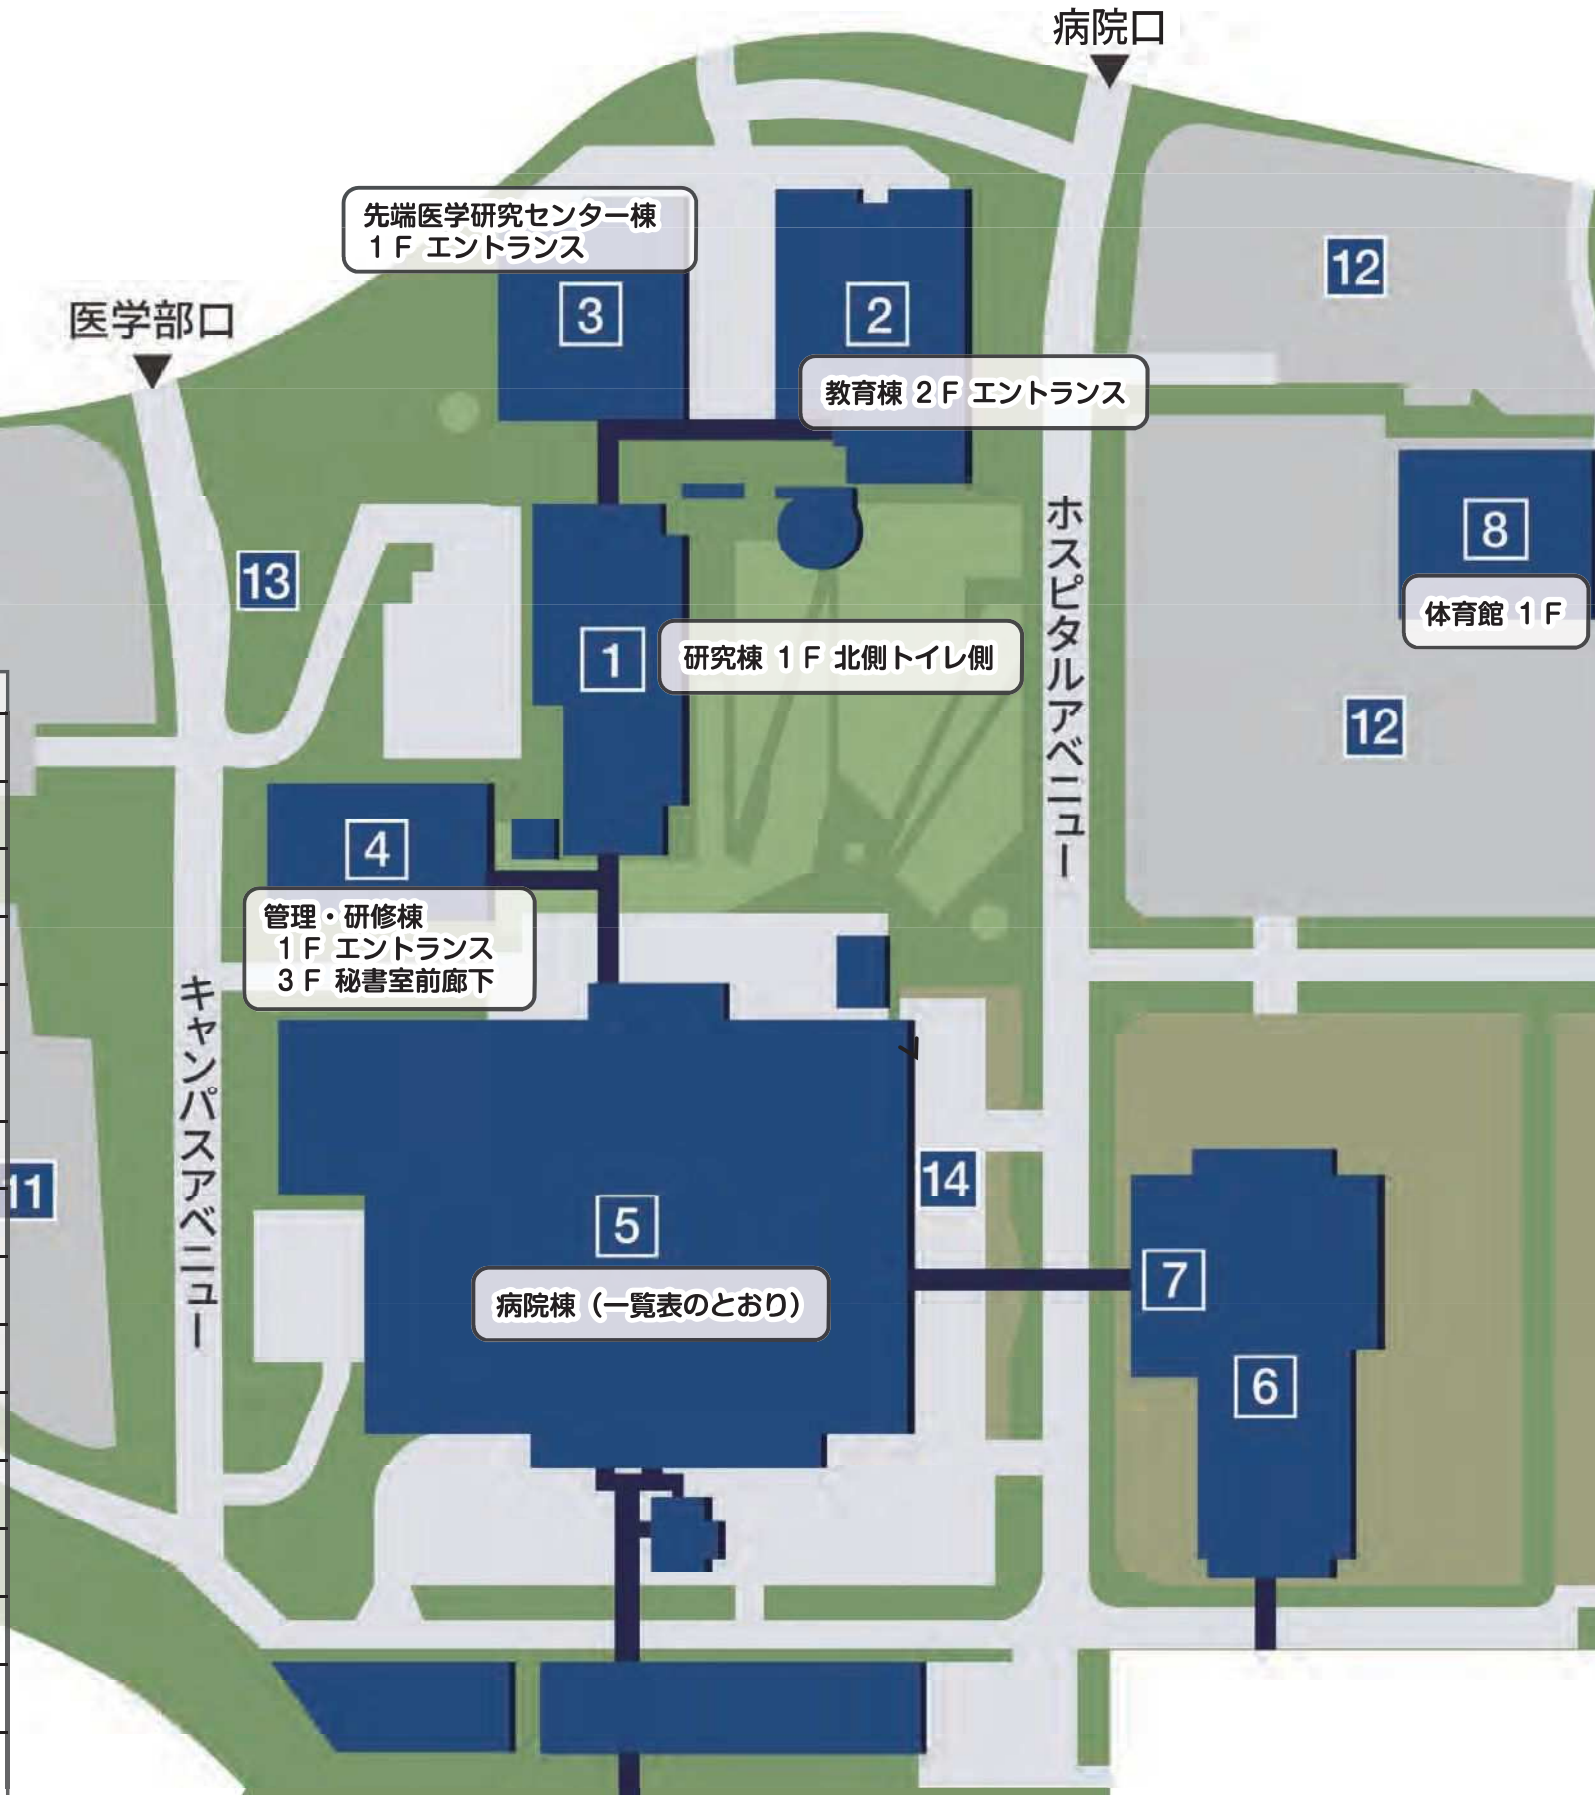 病院口
先端医学研究センター棟
1F エントランス
3
2
12
医学部口
教育棟 2F エントランス
8
体育館 1F
13
1
研究棟 1F 北側トイレ側
ホスピタルアベニュー
12
4
管理・研修棟
1F エントランス
3F 秘書室前廊下
キャンパスアベニュー
11
14
5
病院棟（一覧表のとおり）
7
6